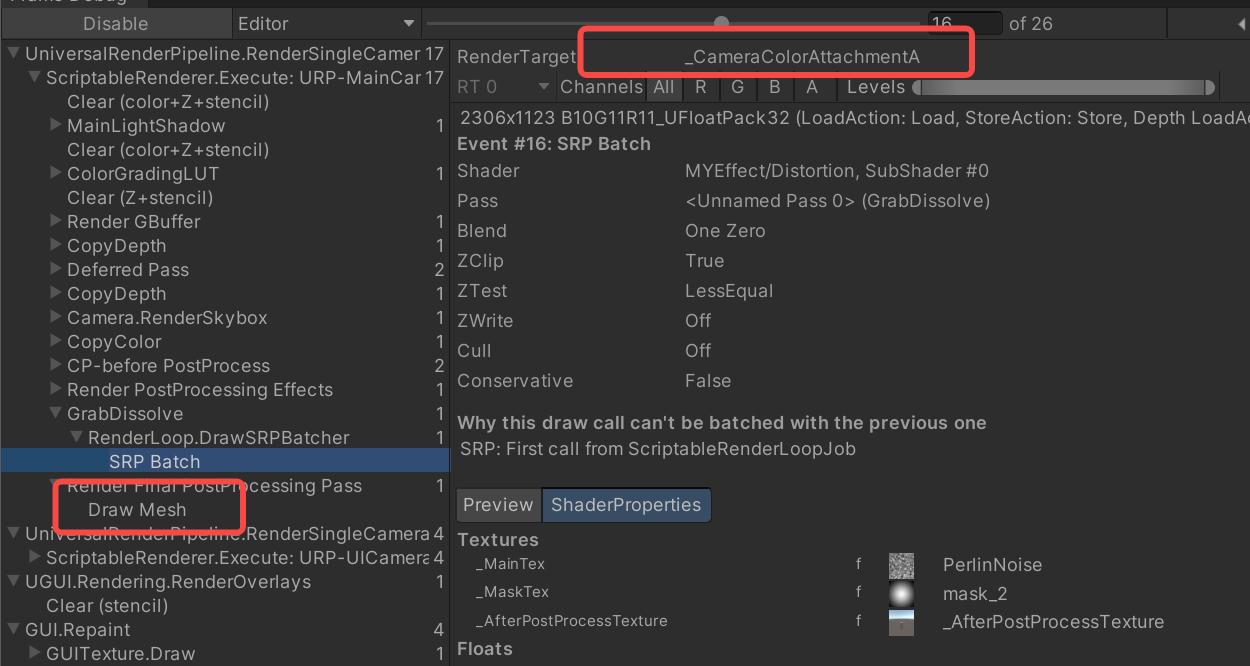 Disable Editor 16 of 26
UniversalRenderPipeline.RenderSingleCamer 17
ScriptableRenderer.Execute: URP-MainCar 17
Clear (color+Z+stencil)
MainLightShadow 1
Clear (color+Z+stencil)
ColorGradingLUT 1
Clear (Z+stencil)
Render GBuffer 1
CopyDepth 1
Deferred Pass 2
CopyDepth 1
Camera.RenderSkybox 1
CopyColor 1
CP-before PostProcess 2
Render PostProcessing Effects 1
GrabDissolve 1
RenderLoop.DrawSRPBatcher 1
SRP Batch
Render Final PostProcessing Pass 1
Draw Mesh
UniversalRenderPipeline.RenderSingleCamera 4
ScriptableRenderer.Execute: URP-UICamera 4
UGUI.Rendering.RenderOverlays 1
Clear (stencil)
GUI.Repaint 4
GUITexture.Draw 1
RenderTarget _CameraColorAttachmentA
RT 0 Channels All R G B A Levels
2306x1123 B10G11R11_UFloatPack32 (LoadAction: Load, StoreAction: Store, Depth LoadAc
Event #16: SRP Batch
Shader MYEffect/Distortion, SubShader #0
Pass <Unnamed Pass 0> (GrabDissolve)
Blend One Zero
ZClip True
ZTest LessEqual
ZWrite Off
Cull Off
Conservative False
Why this draw call can't be batched with the previous one
SRP: First call from ScriptableRenderLoopJob
Preview ShaderProperties
Textures
_MainTex f PerlinNoise
_MaskTex f mask_2
_AfterPostProcessTexture f _AfterPostProcessTexture
Floats